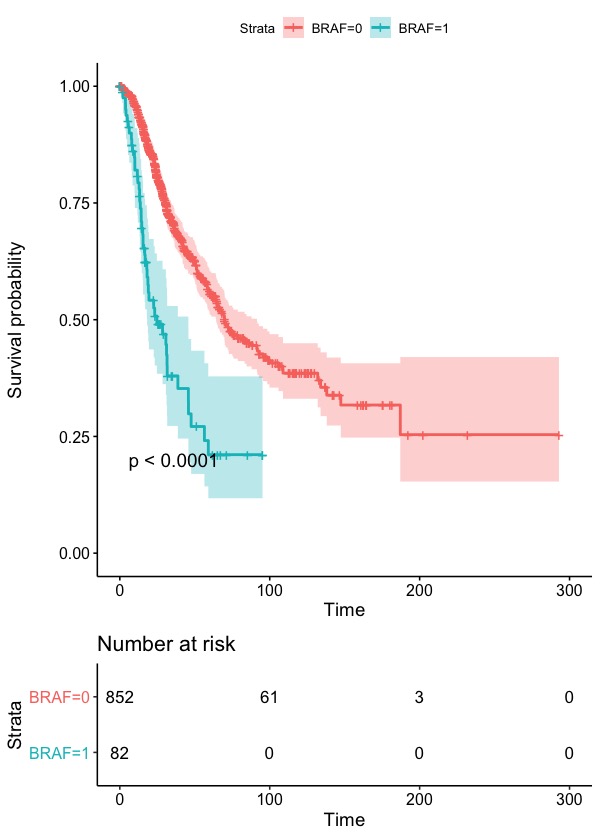 Strata BRAF=0 BRAF=1
1.00
0.75
0.50
0.25
0.00
Survival probability
p < 0.0001
0 100 200 300
Time
Number at risk
Strata
BRAF=0 852 61 3 0
BRAF=1 82 0 0 0
0 100 200 300
Time